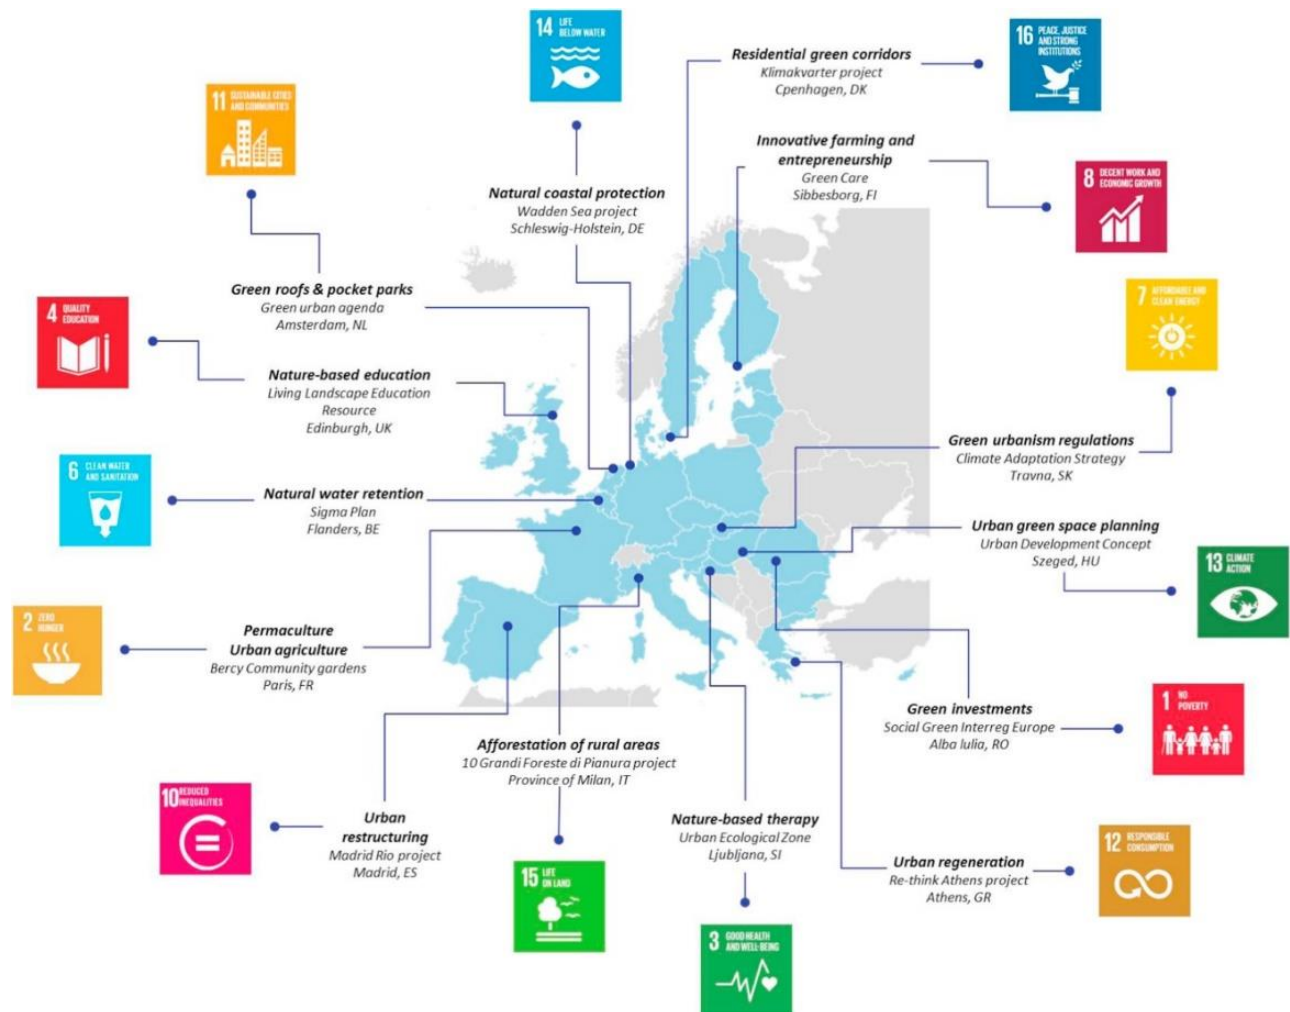 14 LIFE
BELOW WATER
Residential green corridors
Klimakvarter project
Cpenhagen, DK
16 PEACE, JUSTICE
AND STRONG
INSTITUTIONS
11 SUSTAINABLE CITIES
AND COMMUNITIES
Innovative farming and
entrepreneurship
Green Care
Sibbesborg, FI
8 DECENT WORK AND
ECONOMIC GROWTH
Natural coastal protection
Wadden Sea project
Schleswig-Holstein, DE
Green roofs & pocket parks
Green urban agenda
Amsterdam, NL
7 AFFORDABLE AND
CLEAN ENERGY
4 QUALITY
EDUCATION
Nature-based education
Living Landscape Education
Resource
Edinburgh, UK
Green urbanism regulations
Climate Adaptation Strategy
Travna, SK
6 CLEAN WATER
AND SANITATION
Natural water retention
Sigma Plan
Flanders, BE
Urban green space planning
Urban Development Concept
Szeged, HU
13 CLIMATE
ACTION
2 ZERO
HUNGER
Permaculture
Urban agriculture
Bercy Community gardens
Paris, FR
Green investments
Social Green Interreg Europe
Alba Iulia, RO
1 NO
POVERTY
Afforestation of rural areas
10 Grandi Foreste di Pianura project
Province of Milan, IT
10 REDUCED
INEQUALITIES
Urban
restructuring
Madrid Rio project
Madrid, ES
Nature-based therapy
Urban Ecological Zone
Ljubljana, SI
12 RESPONSIBLE
CONSUMPTION
Urban regeneration
Re-think Athens project
Athens, GR
15 LIFE
ON LAND
3 GOOD HEALTH
AND WELL-BEING